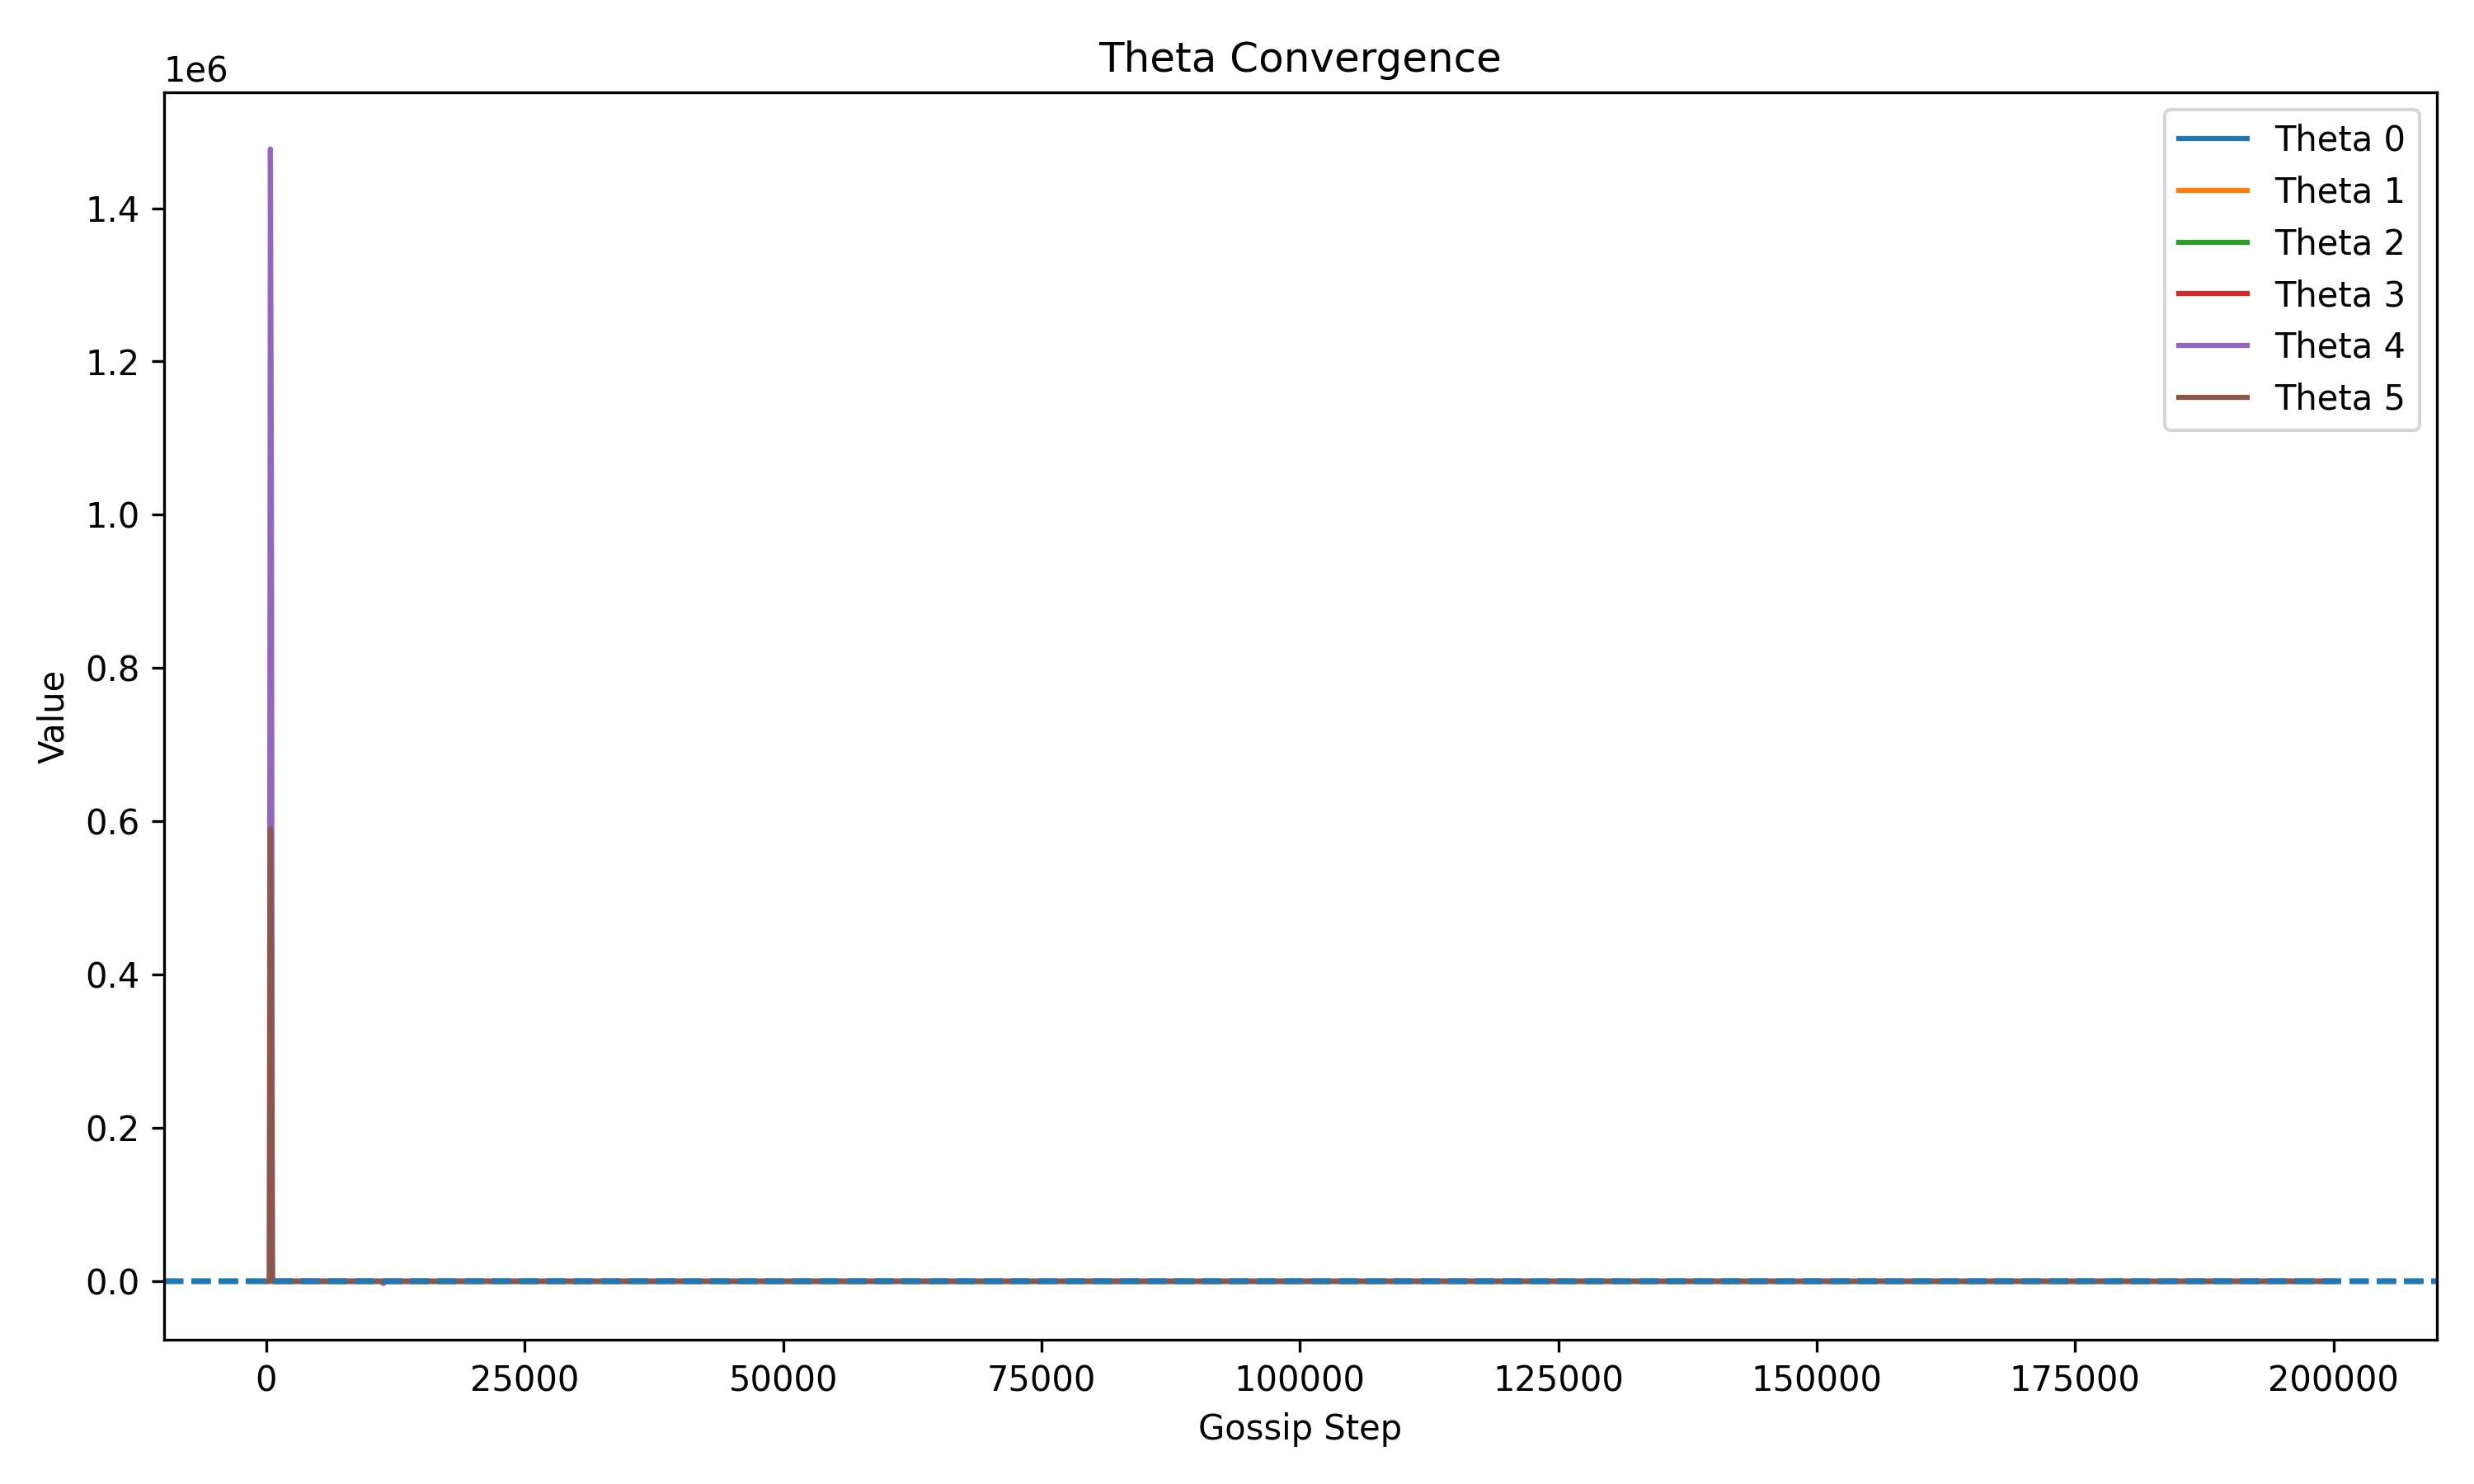 Theta Convergence
1e6
1.4
1.2
1.0
0.8
0.6
0.4
0.2
0.0
Value
Theta 0
Theta 1
Theta 2
Theta 3
Theta 4
Theta 5
0 25000 50000 75000 100000 125000 150000 175000 200000
Gossip Step